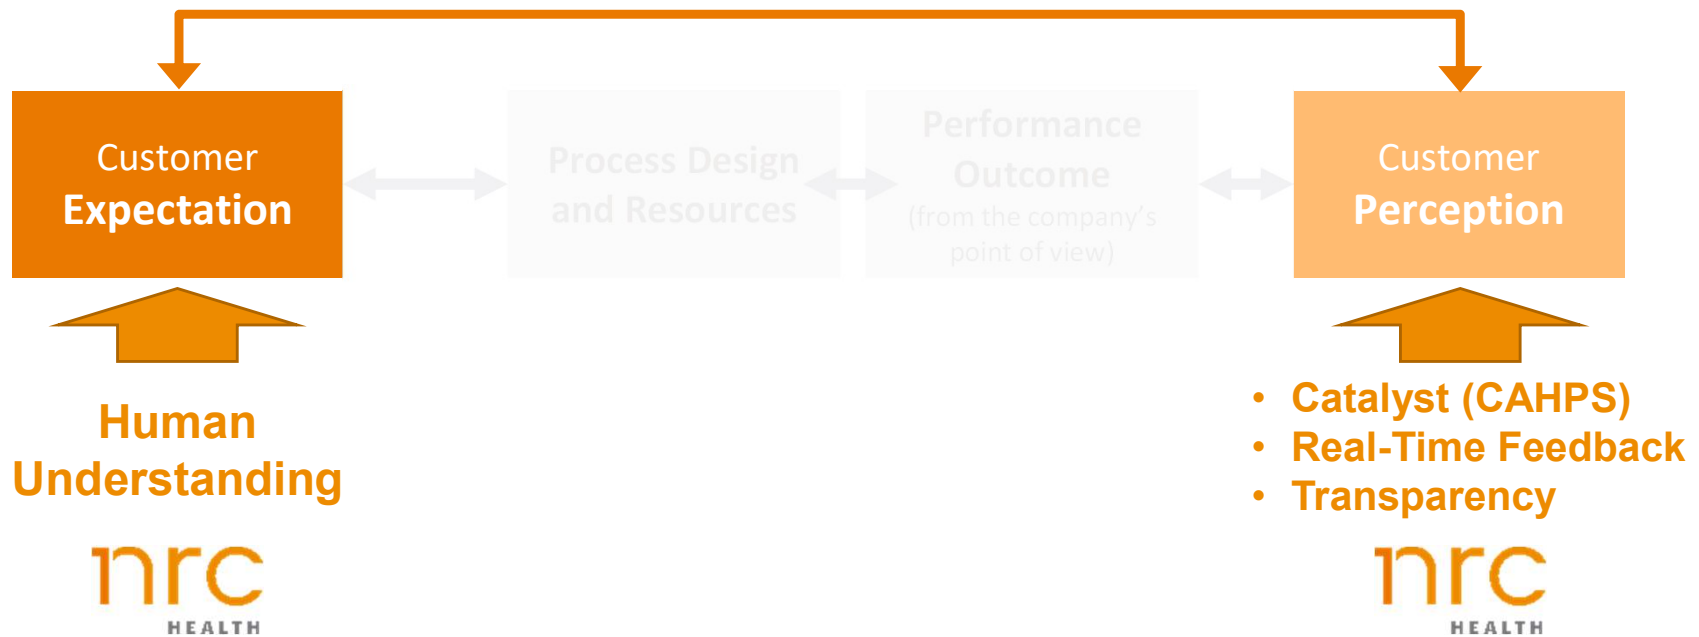 Customer
Expectation
Process Design
and Resources
Performance
Outcome
(from the company's
point of view)
Customer
Perception
Human
Understanding
nrc
HEALTH
• Catalyst (CAHPS)
• Real-Time Feedback
• Transparency
nrc
HEALTH